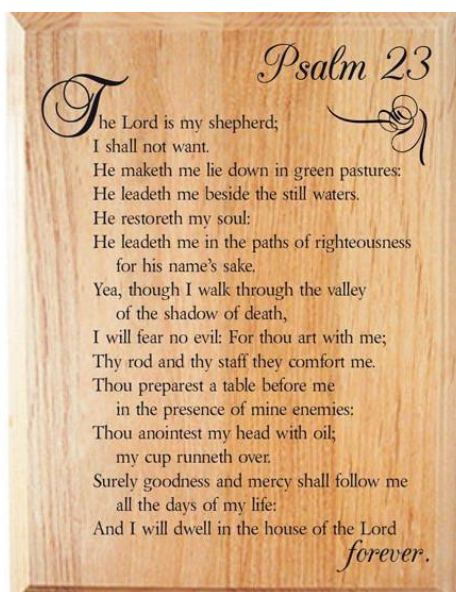 Psalm 23
The Lord is my shepherd;
I shall not want.
He maketh me lie down in green pastures:
He leadeth me beside the still waters.
He restoreth my soul:
He leadeth me in the paths of righteousness
for his name's sake.
Yea, though I walk through the valley
of the shadow of death,
I will fear no evil: For thou art with me;
Thy rod and thy staff they comfort me.
Thou preparest a table before me
in the presence of mine enemies:
Thou anointest my head with oil;
my cup runneth over.
Surely goodness and mercy shall follow me
all the days of my life:
And I will dwell in the house of the Lord
forever.